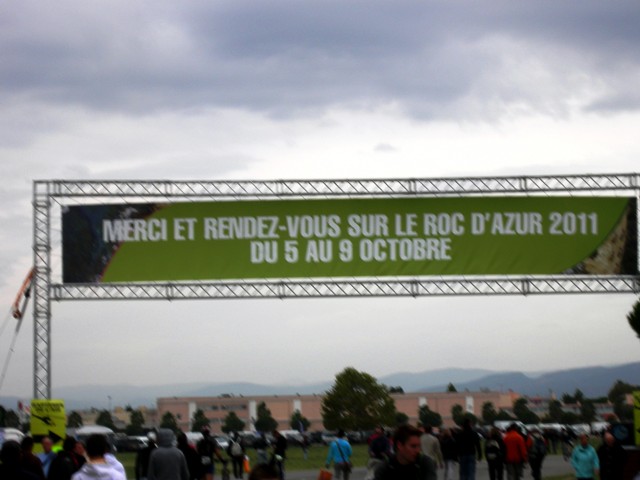 MERCI ET RENDEZ-VOUS SUR LE ROC D'AZUR 2011
DU 5 AU 9 OCTOBRE